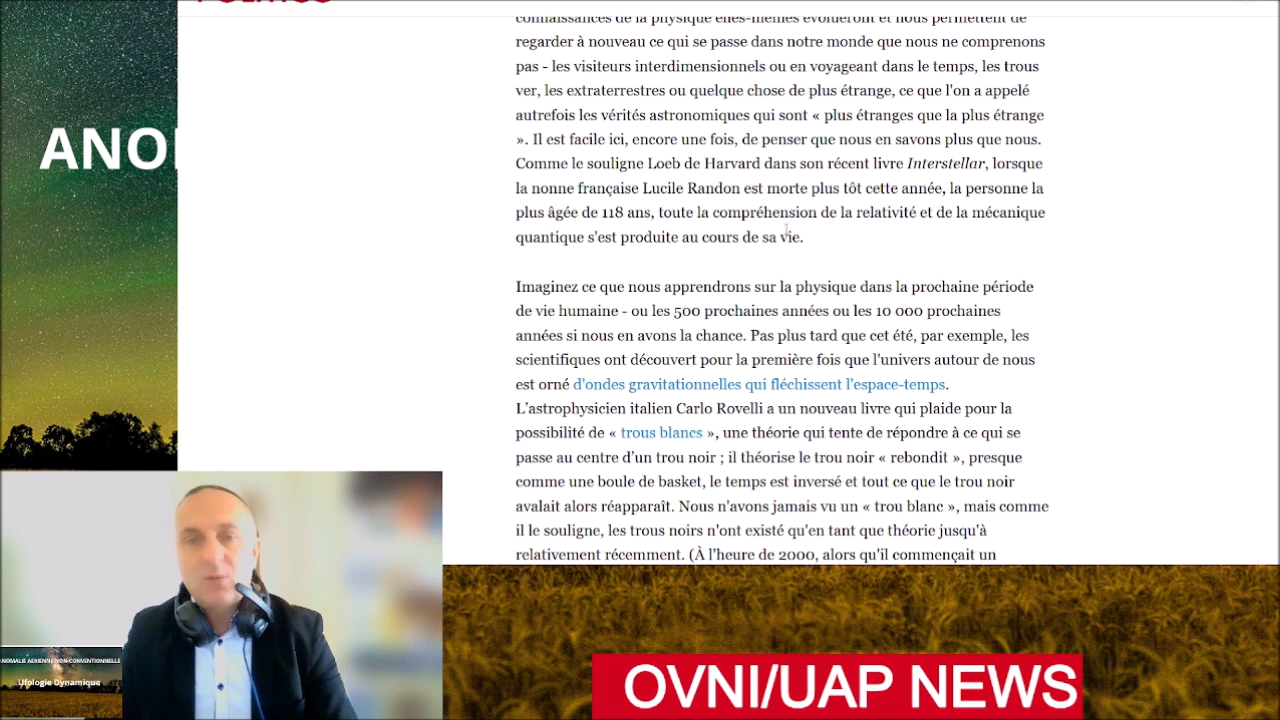 connaissances de la physique elles-mêmes évolueront et nous permettent de
regarder à nouveau ce qui se passe dans notre monde que nous ne comprenons
pas - les visiteurs interdimensionnels ou en voyageant dans le temps, les trous
ver, les extraterrestres ou quelque chose de plus étrange, ce que l'on a appelé
autrefois les vérités astronomiques qui sont « plus étranges que la plus étrange
». Il est facile ici, encore une fois, de penser que nous en savons plus que nous.
Comme le souligne Loeb de Harvard dans son récent livre Interstellar, lorsque
la nonne française Lucile Randon est morte plus tôt cette année, la personne la
plus âgée de 118 ans, toute la compréhension de la relativité et de la mécanique
quantique s'est produite au cours de sa vie.
Imaginez ce que nous apprendrons sur la physique dans la prochaine période
de vie humaine - ou les 500 prochaines années ou les 10 000 prochaines
années si nous en avons la chance. Pas plus tard que cet été, par exemple, les
scientifiques ont découvert pour la première fois que l'univers autour de nous
est orné d'ondes gravitationnelles qui fléchissent l'espace-temps.
L'astrophysicien italien Carlo Rovelli a un nouveau livre qui plaide pour la
possibilité de « trous blancs », une théorie qui tente de répondre à ce qui se
passe au centre d'un trou noir ; il théorise le trou noir « rebondit », presque
comme une boule de basket, le temps est inversé et tout ce que le trou noir
avalait alors réapparaît. Nous n'avons jamais vu un « trou blanc », mais comme
il le souligne, les trous noirs n'ont existé qu'en tant que théorie jusqu'à
relativement récemment. (À l'heure de 2000, alors qu'il commençait un
ANO
ANOMALIE AERIENNE NON-CONVENTIONNELLE
Ufologie Dynamique
OVNI/UAP NEWS